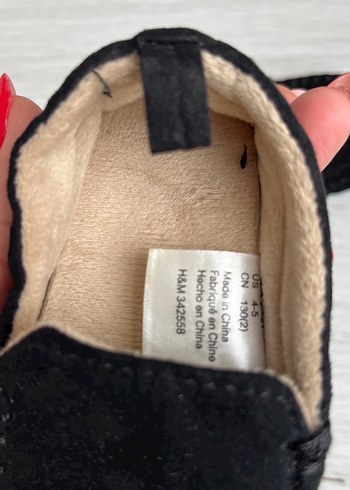 US 4-5
CN 130(2)
Made in China
Fabriqué en Chine
Hecho en China
H&M 342558